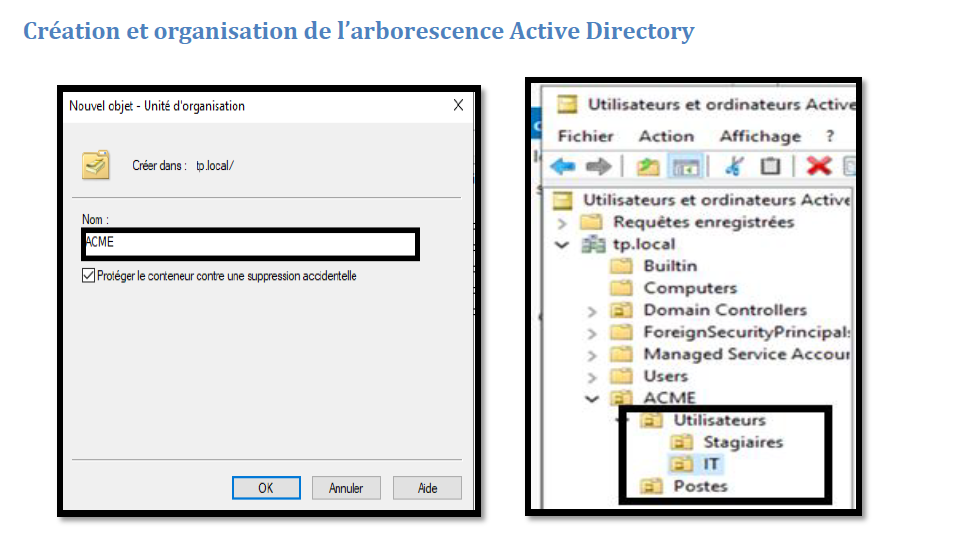 Création et organisation de l'arborescence Active Directory
Nouvel objet - Unité d'organisation
Créer dans : tp.local/
Nom :
ACME
Protéger le conteneur contre une suppression accidentelle
OK
Annuler
Aide
Utilisateurs et ordinateurs Active
Fichier Action Affichage ?
Utilisateurs et ordinateurs Active
Requêtes enregistrées
tp.local
Builtin
Computers
Domain Controllers
ForeignSecurityPrincipals
Managed Service Accour
Users
ACME
Utilisateurs
Stagiaires
IT
Postes